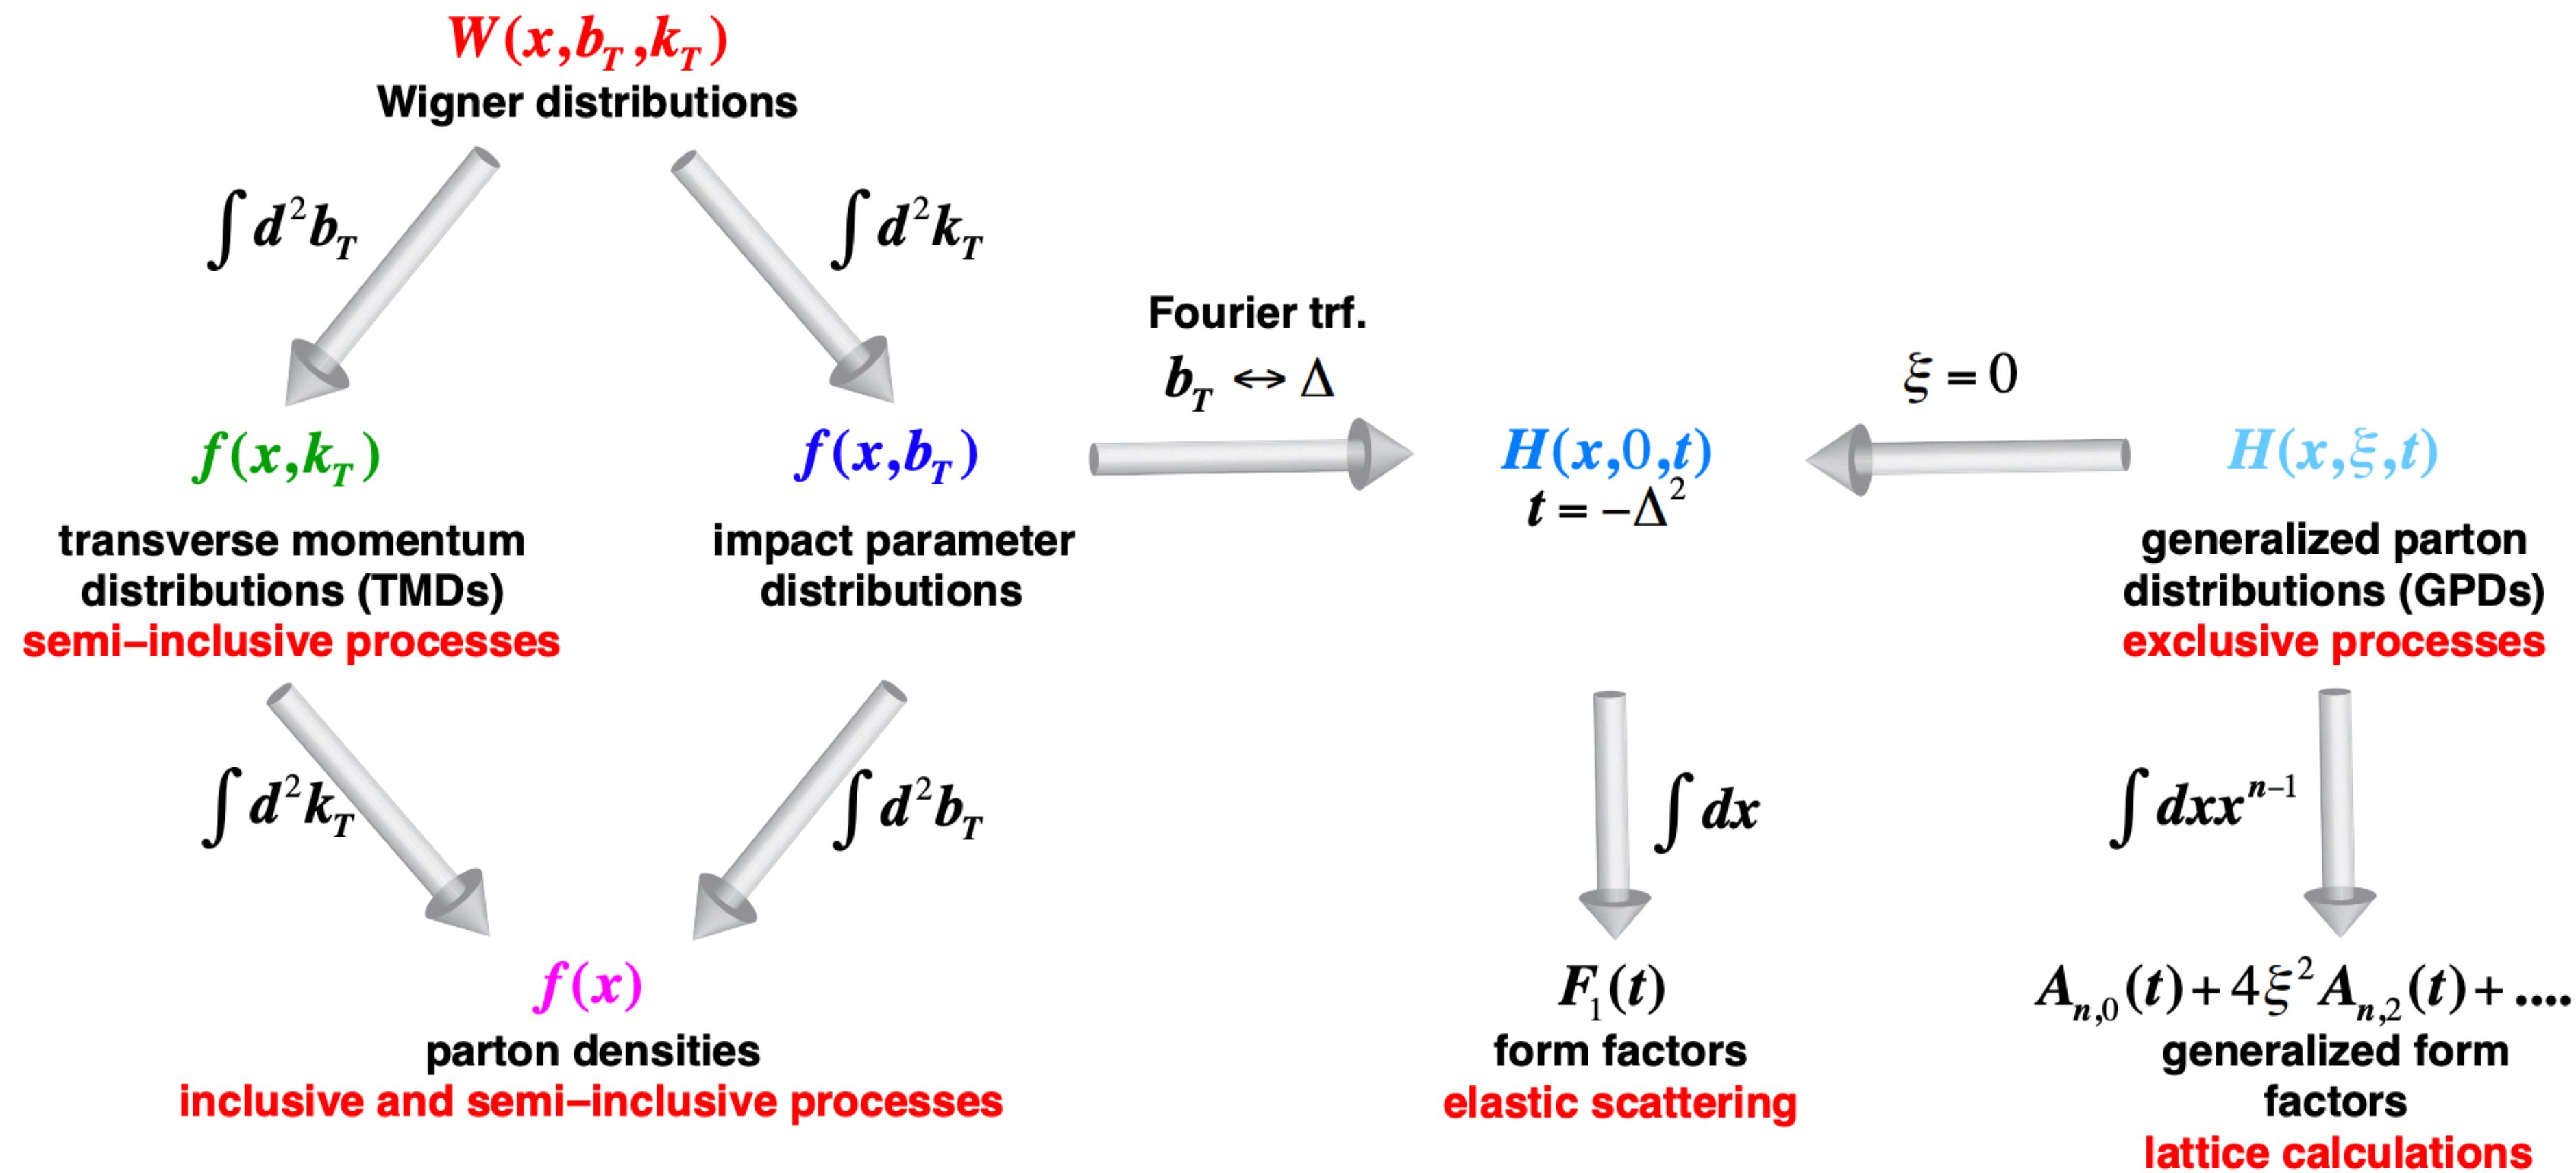 W(x,b_T,k_T)
Wigner distributions
∫d²b_T
∫d²k_T
Fourier trf.
b_T ↔ Δ
ξ = 0
f(x,k_T)
transverse momentum
distributions (TMDs)
semi–inclusive processes
f(x,b_T)
impact parameter
distributions
H(x,0,t)
t = −Δ²
H(x,ξ,t)
generalized parton
distributions (GPDs)
exclusive processes
∫d²k_T
∫d²b_T
∫dx
∫dxx^{n−1}
f(x)
parton densities
inclusive and semi–inclusive processes
F_1(t)
form factors
elastic scattering
A_{n,0}(t) + 4ξ²A_{n,2}(t) + ....
generalized form
factors
lattice calculations